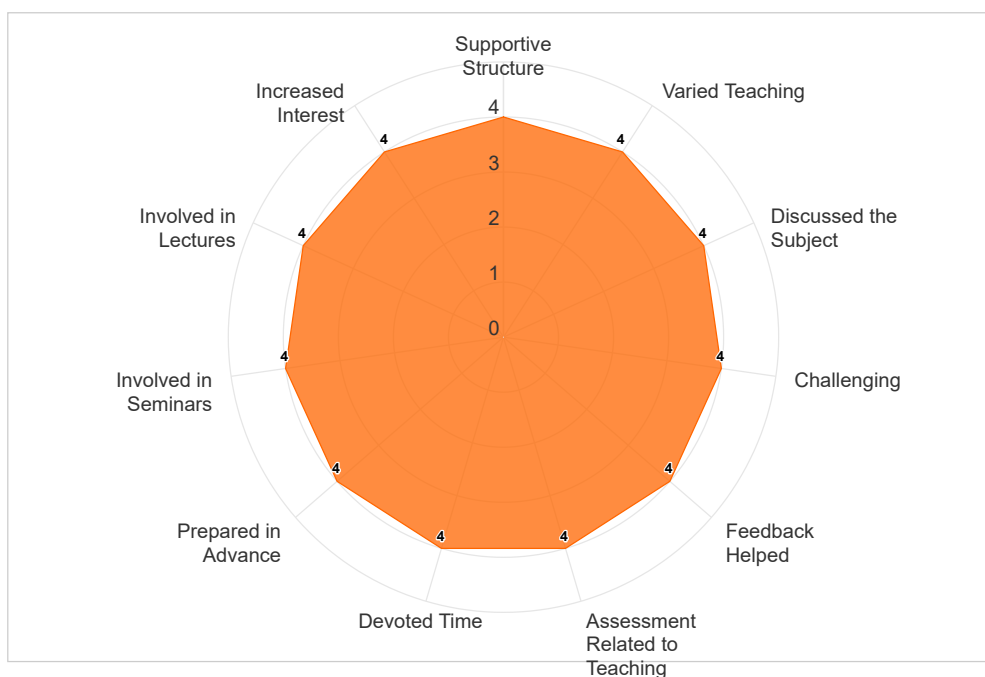 Supportive
Structure
Increased
Interest
Varied Teaching
4
4
4
3
Involved in
Lectures
Discussed the
Subject
4
4
2
1
0
4
4
Involved in
Seminars
Challenging
4
4
Prepared in
Advance
Feedback
Helped
4
4
Devoted Time
Assessment
Related to
Teaching